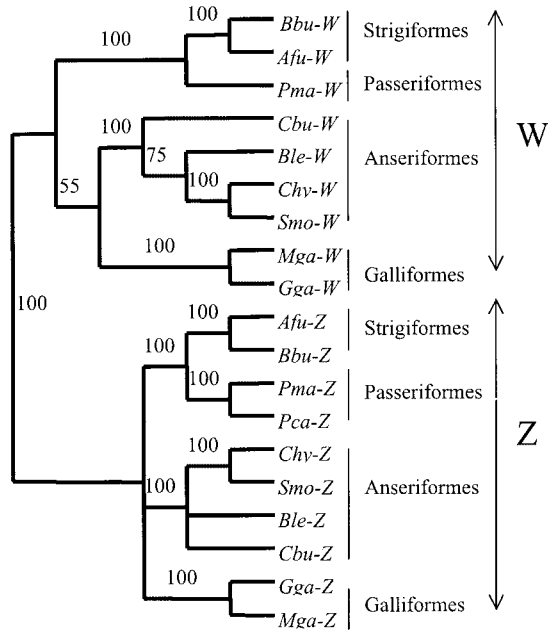 100 Bbu-W Strigiformes
100
Afu-W
Pma-W Passeriformes
W
100 Cbu-W
75 Ble-W Anseriformes
100 Chv-W
55
Smo-W
100 Mga-W Galliformes
Gga-W
100
Afu-Z Strigiformes
100 Bbu-Z
100 Pma-Z Passeriformes
Pca-Z
Z
100 Chv-Z
100 Smo-Z Anseriformes
Ble-Z
Cbu-Z
100 Gga-Z Galliformes
Mga-Z